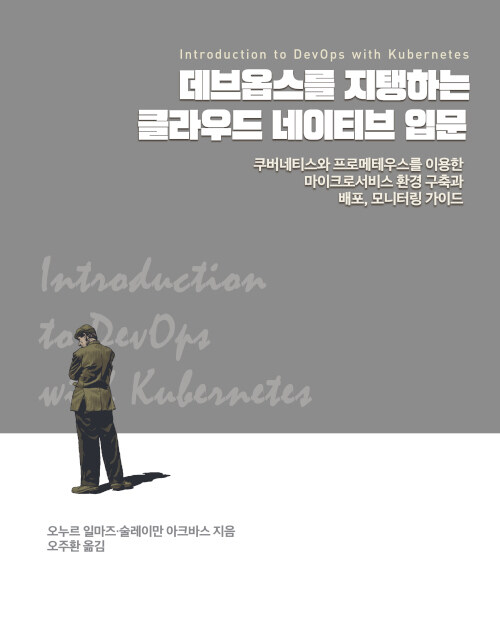 Introduction to DevOps with Kubernetes
데브옵스를 지탱하는
클라우드 네이티브 입문
쿠버네티스와 프로메테우스를 이용한
마이크로서비스 환경 구축과
배포, 모니터링 가이드
Introduction
to DevOps
with Kubernetes
오누르 일마즈·술레이만 아크바스 지음
오주환 옮김